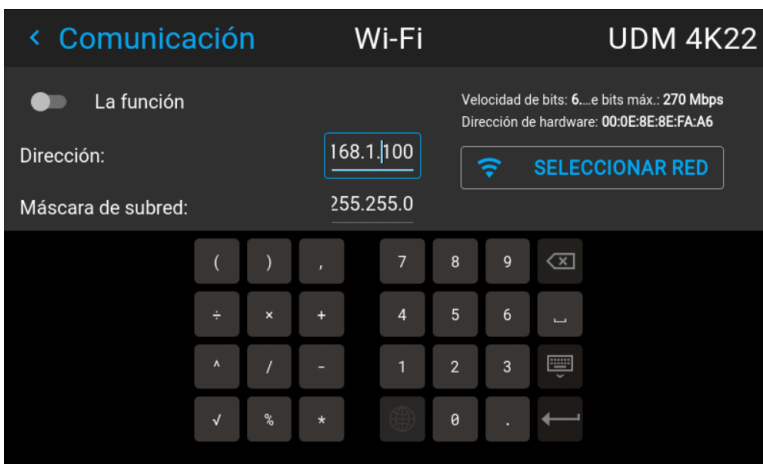 ‹ Comunicación Wi-Fi UDM 4K22
La función
Velocidad de bits: 6....e bits máx.: 270 Mbps
Dirección de hardware: 00:0E:8E:8E:FA:A6
Dirección: 168.1.100
SELECCIONAR RED
Máscara de subred: 255.255.0
( ) , 7 8 9
÷ × + 4 5 6
^ / - 1 2 3
√ % * 0 .